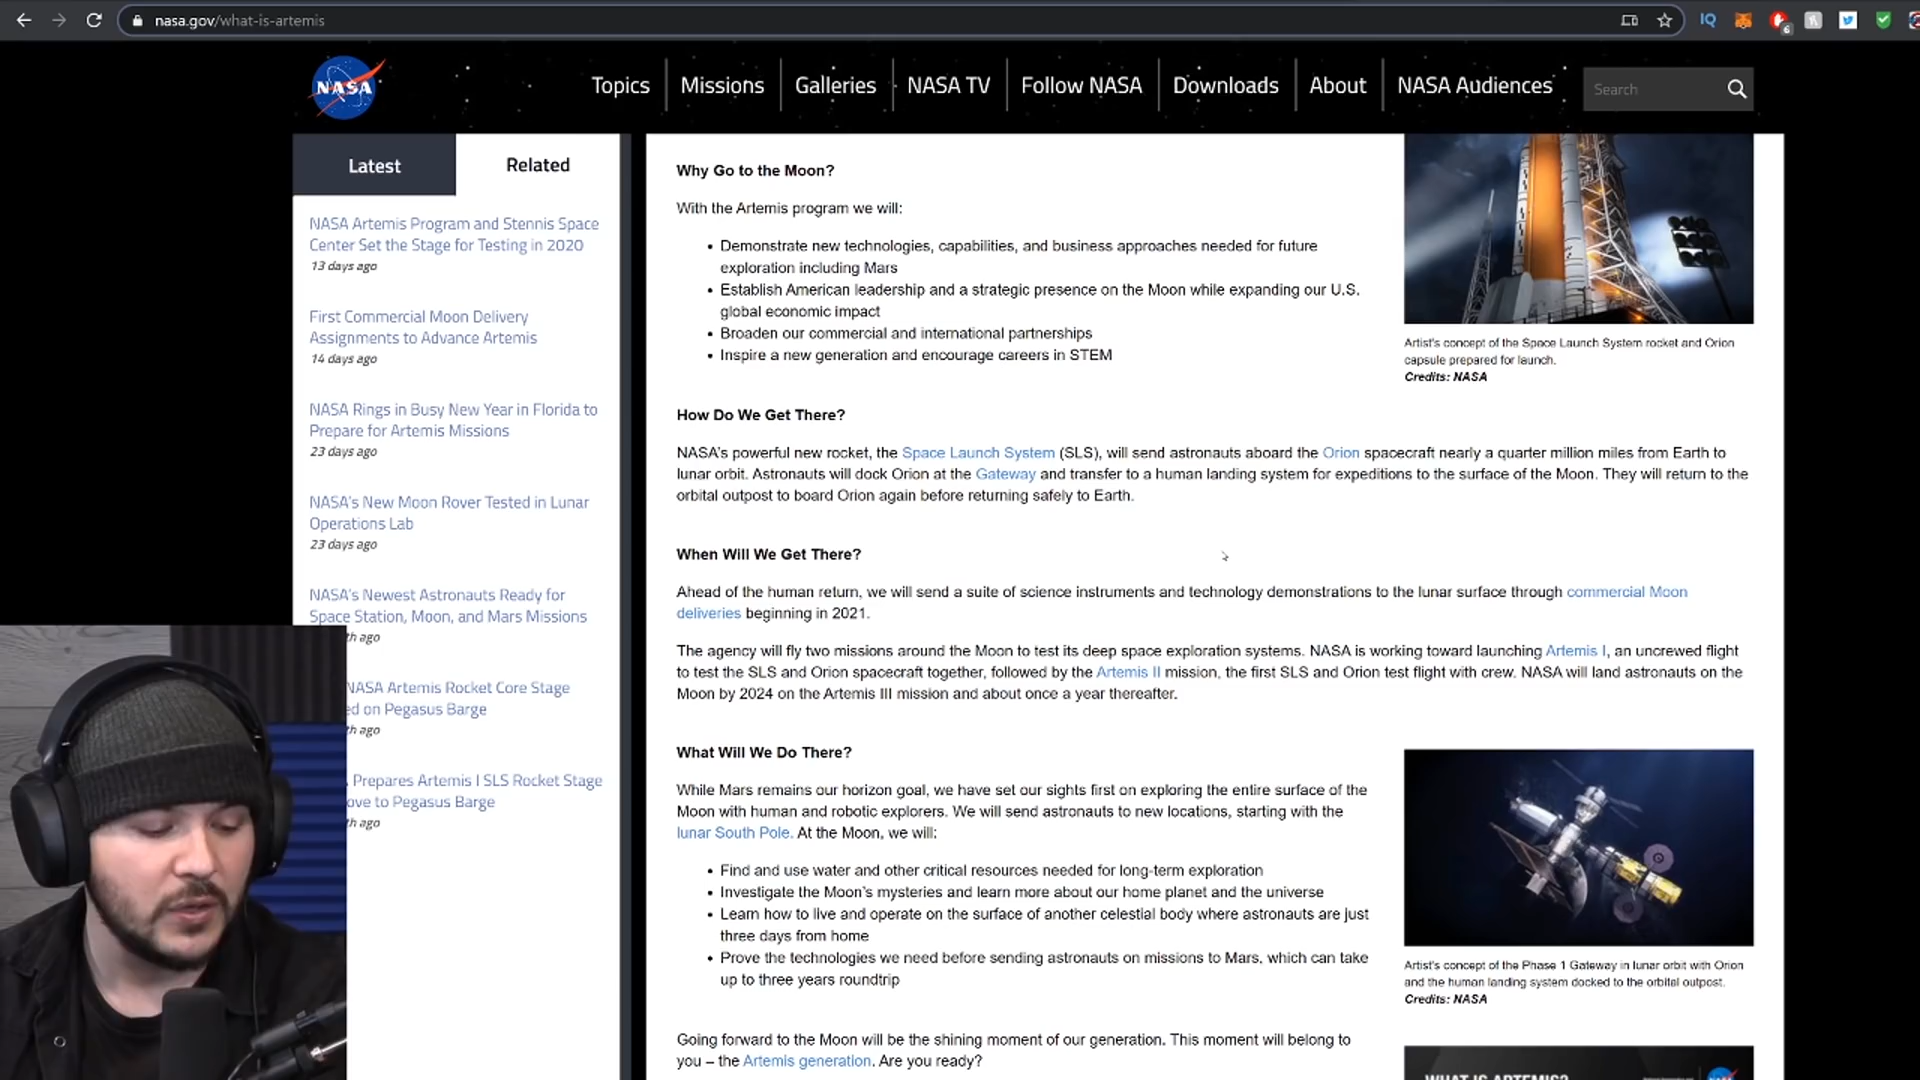 nasa.gov/what-is-artemis
6
NASA
Topics
Missions
Galleries
NASA TV
Follow NASA
Downloads
About
NASA Audiences
Search
Latest
Related
NASA Artemis Program and Stennis Space
Center Set the Stage for Testing in 2020
13 days ago
First Commercial Moon Delivery
Assignments to Advance Artemis
14 days ago
NASA Rings in Busy New Year in Florida to
Prepare for Artemis Missions
23 days ago
NASA's New Moon Rover Tested in Lunar
Operations Lab
23 days ago
NASA's Newest Astronauts Ready for
Space Station, Moon, and Mars Missions
th ago
NASA Artemis Rocket Core Stage
ed on Pegasus Barge
th ago
Prepares Artemis I SLS Rocket Stage
ove to Pegasus Barge
th ago
Why Go to the Moon?
With the Artemis program we will:
• Demonstrate new technologies, capabilities, and business approaches needed for future
exploration including Mars
• Establish American leadership and a strategic presence on the Moon while expanding our U.S.
global economic impact
• Broaden our commercial and international partnerships
• Inspire a new generation and encourage careers in STEM
Artist's concept of the Space Launch System rocket and Orion
capsule prepared for launch.
Credits: NASA
How Do We Get There?
NASA's powerful new rocket, the Space Launch System (SLS), will send astronauts aboard the Orion spacecraft nearly a quarter million miles from Earth to
lunar orbit. Astronauts will dock Orion at the Gateway and transfer to a human landing system for expeditions to the surface of the Moon. They will return to the
orbital outpost to board Orion again before returning safely to Earth.
When Will We Get There?
Ahead of the human return, we will send a suite of science instruments and technology demonstrations to the lunar surface through commercial Moon
deliveries beginning in 2021.
The agency will fly two missions around the Moon to test its deep space exploration systems. NASA is working toward launching Artemis I, an uncrewed flight
to test the SLS and Orion spacecraft together, followed by the Artemis II mission, the first SLS and Orion test flight with crew. NASA will land astronauts on the
Moon by 2024 on the Artemis III mission and about once a year thereafter.
What Will We Do There?
While Mars remains our horizon goal, we have set our sights first on exploring the entire surface of the
Moon with human and robotic explorers. We will send astronauts to new locations, starting with the
lunar South Pole. At the Moon, we will:
• Find and use water and other critical resources needed for long-term exploration
• Investigate the Moon's mysteries and learn more about our home planet and the universe
• Learn how to live and operate on the surface of another celestial body where astronauts are just
three days from home
• Prove the technologies we need before sending astronauts on missions to Mars, which can take
up to three years roundtrip
Artist's concept of the Phase 1 Gateway in lunar orbit with Orion
and the human landing system docked to the orbital outpost.
Credits: NASA
Going forward to the Moon will be the shining moment of our generation. This moment will belong to
you – the Artemis generation. Are you ready?
WHAT IS ARTEMIS?